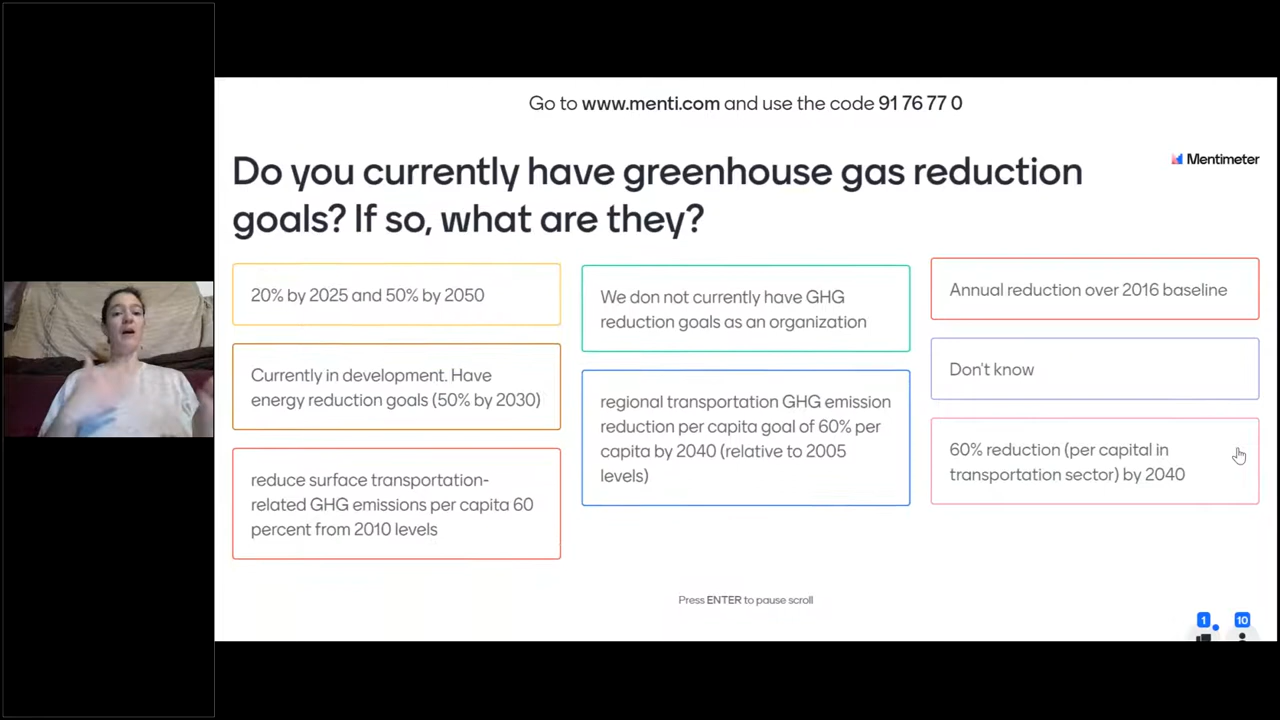 Go to www.menti.com and use the code 91 76 77 0
Mentimeter
Do you currently have greenhouse gas reduction
goals? If so, what are they?
20% by 2025 and 50% by 2050
Currently in development. Have
energy reduction goals (50% by 2030)
reduce surface transportation-
related GHG emissions per capita 60
percent from 2010 levels
We don not currently have GHG
reduction goals as an organization
regional transportation GHG emission
reduction per capita goal of 60% per
capita by 2040 (relative to 2005
levels)
Annual reduction over 2016 baseline
Don't know
60% reduction (per capital in
transportation sector) by 2040
Press ENTER to pause scroll
1
10